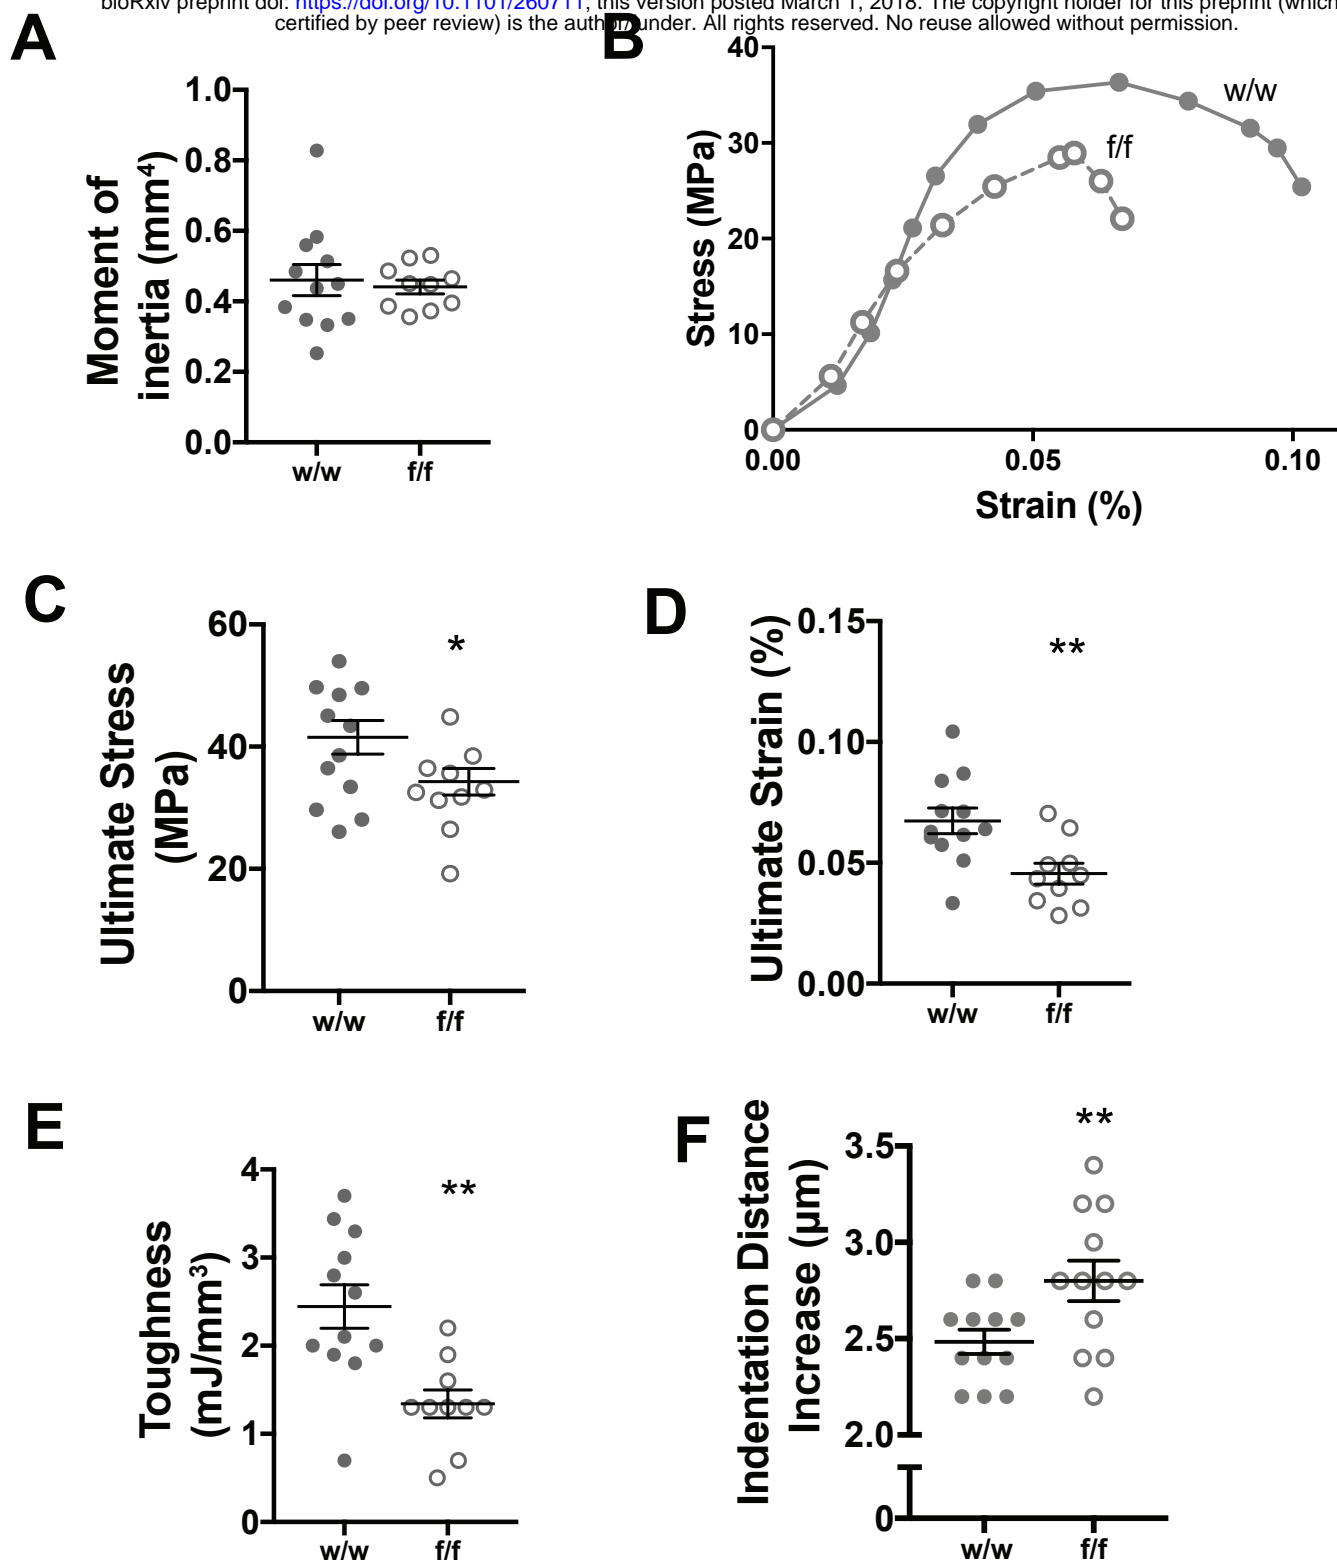 bioRxiv preprint doi: https://doi.org/10.1101/260711; this version posted March 1, 2018. The copyright holder for this preprint (which
certified by peer review) is the author/funder. All rights reserved. No reuse allowed without permission.
A
Moment of
inertia (mm⁴)
1.0
0.8
0.6
0.4
0.2
0.0
w/w
f/f
B
Stress (MPa)
40
30
20
10
0
w/w
f/f
0.00
0.05
0.10
Strain (%)
C
Ultimate Stress
(MPa)
60
40
20
0
*
w/w
f/f
D
Ultimate Strain (%)
0.15
0.10
0.05
0.00
**
w/w
f/f
E
Toughness
(mJ/mm³)
4
3
2
1
0
**
w/w
f/f
F
Indentation Distance
Increase (μm)
3.5
3.0
2.5
2.0
0
**
w/w
f/f